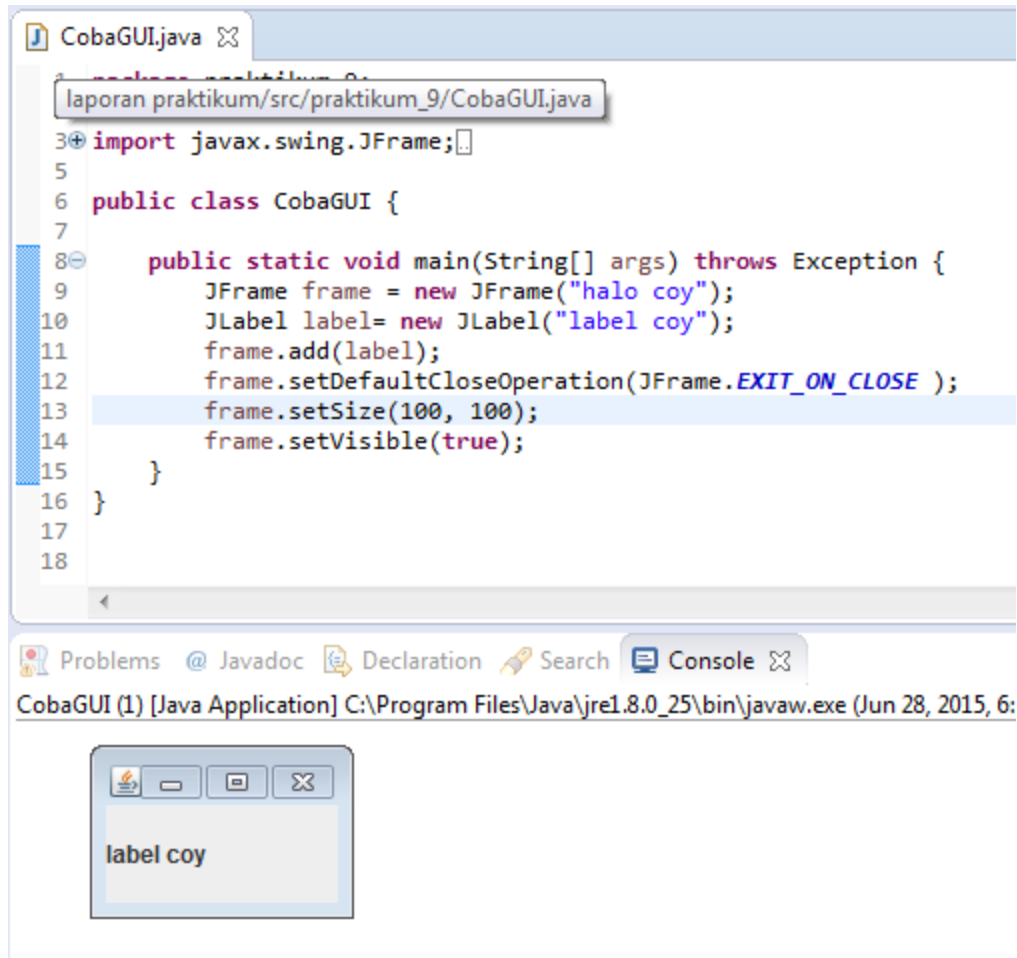 CobaGUI.java
1
laporan praktikum/src/praktikum_9/CobaGUI.java
3 import javax.swing.JFrame;
5
6 public class CobaGUI {
7
8 public static void main(String[] args) throws Exception {
9 JFrame frame = new JFrame("halo coy");
10 JLabel label= new JLabel("label coy");
11 frame.add(label);
12 frame.setDefaultCloseOperation(JFrame.EXIT_ON_CLOSE );
13 frame.setSize(100, 100);
14 frame.setVisible(true);
15 }
16 }
17
18
Problems @ Javadoc Declaration Search Console
CobaGUI (1) [Java Application] C:\Program Files\Java\jre1.8.0_25\bin\javaw.exe (Jun 28, 2015, 6:
label coy